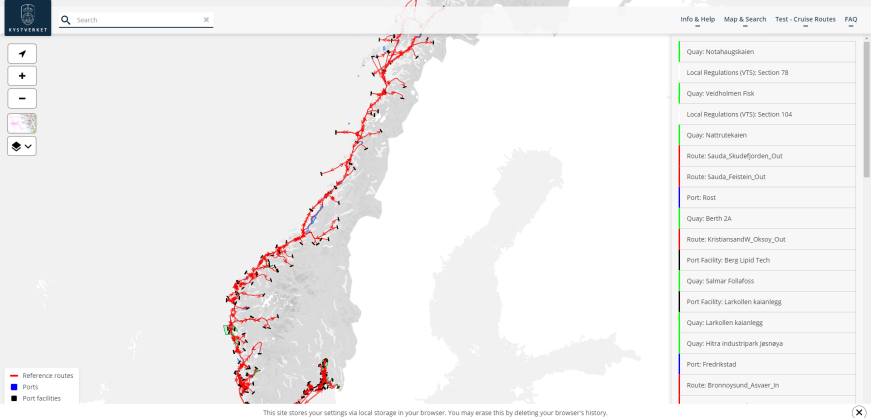 KYSTVERKET
Search
Info & Help
Map & Search
Test - Cruise Routes
FAQ
Quay: Notahaugskaien
Local Regulations (VTS): Section 78
Quay: Veidholmen Fisk
Local Regulations (VTS): Section 104
Quay: Nattrutekaien
Route: Sauda_Skudefjorden_Out
Route: Sauda_Feistein_Out
Port: Rost
Quay: Berth 2A
Route: KristiansandW_Oksoy_Out
Port Facility: Berg Lipid Tech
Quay: Salmar Follafoss
Port Facility: Larkollen kaianlegg
Quay: Larkollen kaianlegg
Quay: Hitra industripark Jøsnøya
Port: Fredrikstad
Route: Bronnoysund_Asvaer_In
Reference routes
Ports
Port facilities
This site stores your settings via local storage in your browser. You may erase this by deleting your browser's history.